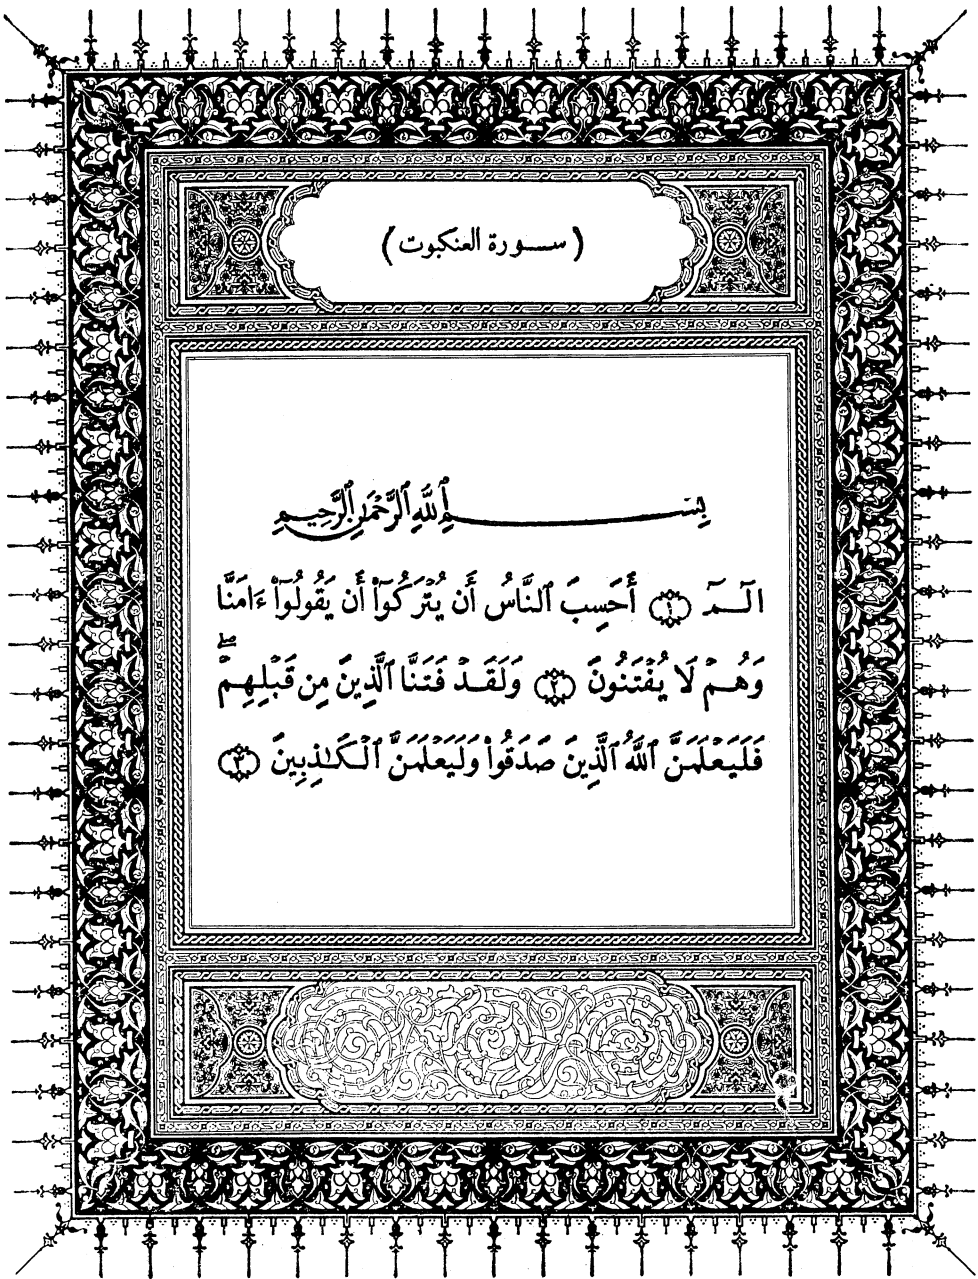 (سورة العنكبوت)
بِسْمِ ٱللَّهِ ٱلرَّحْمَٰنِ ٱلرَّحِيمِ
الٓمٓ ١ أَحَسِبَ ٱلنَّاسُ أَن يُتْرَكُوٓا۟ أَن يَقُولُوٓا۟ ءَامَنَّا
وَهُمْ لَا يُفْتَنُونَ ٢ وَلَقَدْ فَتَنَّا ٱلَّذِينَ مِن قَبْلِهِمْ ۖ
فَلَيَعْلَمَنَّ ٱللَّهُ ٱلَّذِينَ صَدَقُوا۟ وَلَيَعْلَمَنَّ ٱلْكَٰذِبِينَ ٣